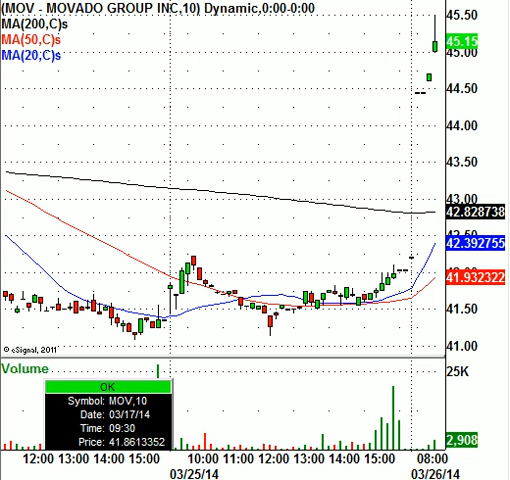 (MOV - MOVADO GROUP INC,10) Dynamic,0:00-0:00
MA(200,C)s
MA(50,C)s
MA(20,C)s
45.50
45.15
45.00
44.50
44.00
43.50
43.00
42.828738
42.392755
41.932322
41.50
41.00
© eSignal, 2011
Volume
25K
OK
Symbol: MOV,10
Date: 03/17/14
Time: 09:30
Price: 41.8613352
2,908
12:00 13:00 14:00 15:00 10:00 11:00 12:00 13:00 14:00 15:00 08:00
03/25/14 03/26/14